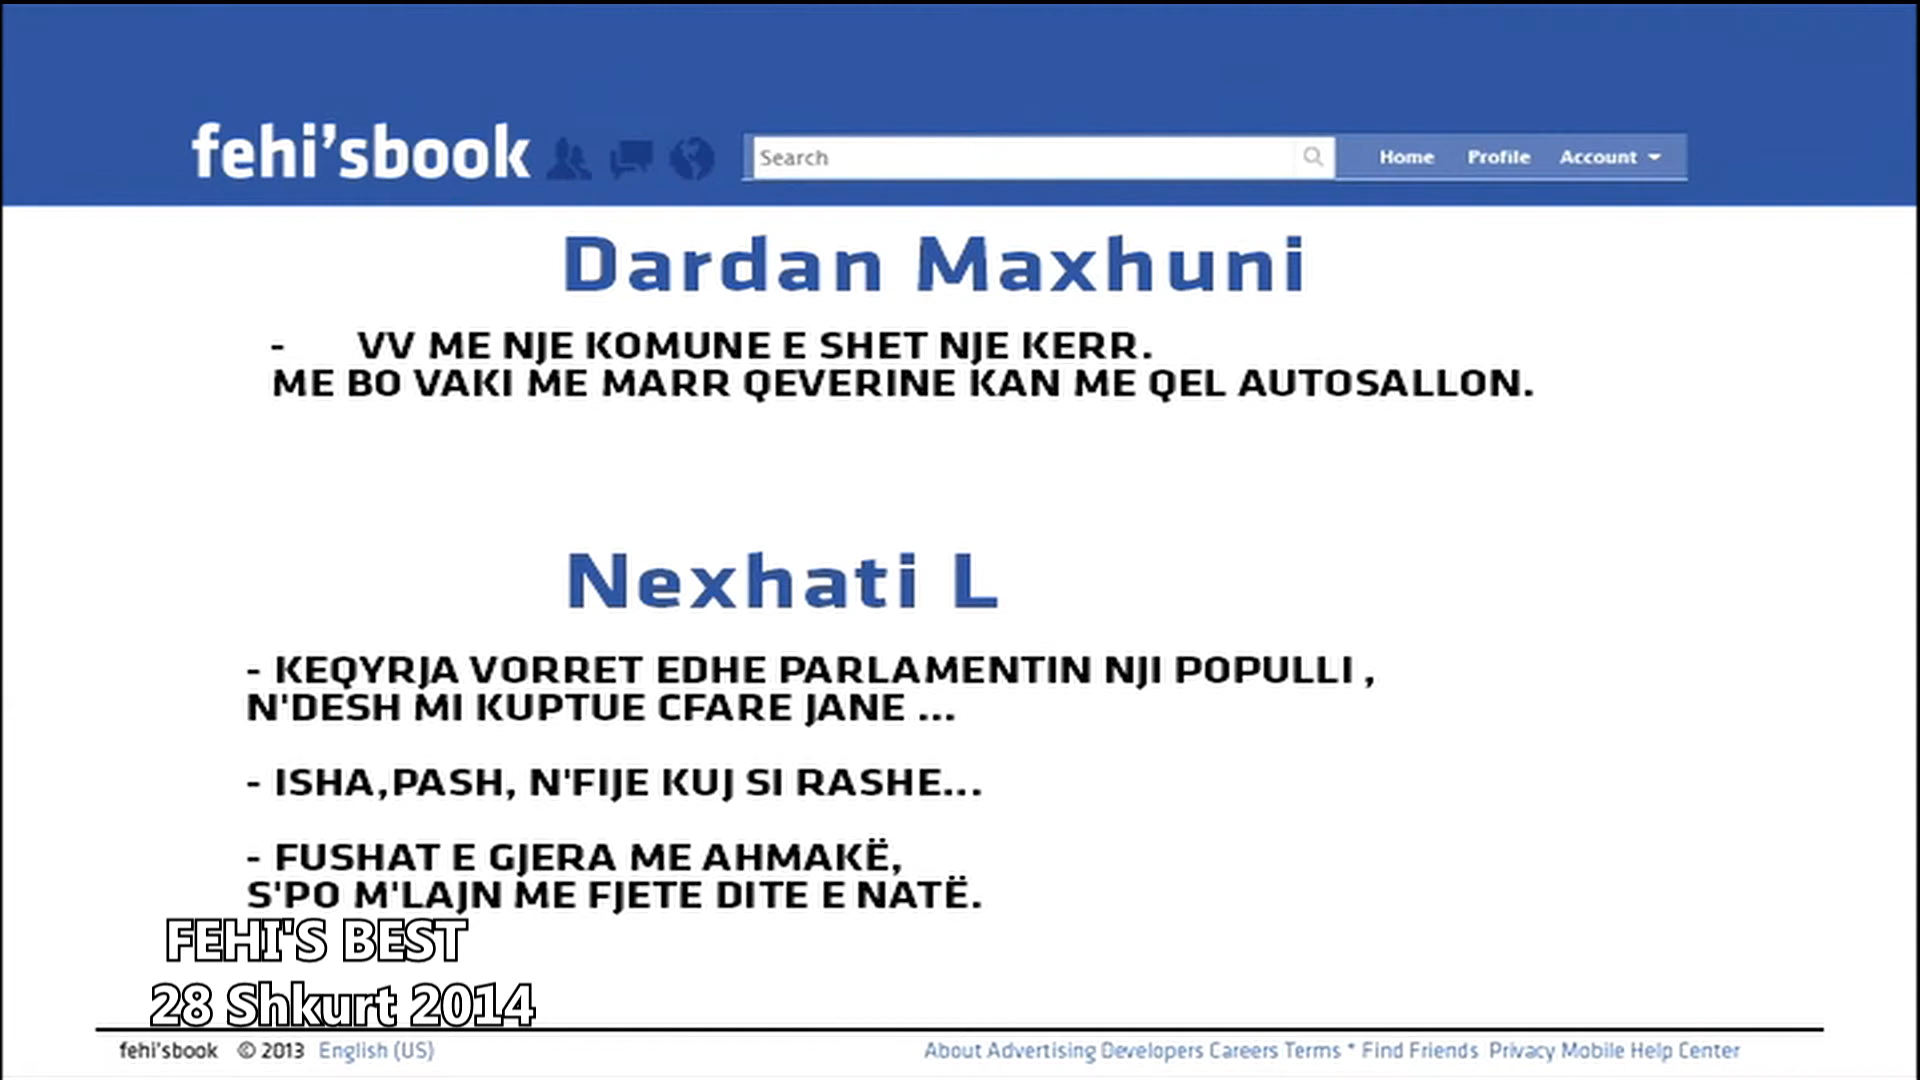 fehi'sbook Search Home Profile Account
Dardan Maxhuni
- VV ME NJE KOMUNE E SHET NJE KERR.
ME BO VAKI ME MARR QEVERINE KAN ME QEL AUTOSALLON.
Nexhati L
- KEQYRJA VORRET EDHE PARLAMENTIN NJI POPULLI ,
N'DESH MI KUPTUE CFARE JANE ...
- ISHA,PASH, N'FIJE KUJ SI RASHE...
- FUSHAT E GJERA ME AHMAKË,
S'PO M'LAJN ME FJETE DITE E NATË.
FEHI'S BEST
28 Shkurt 2014
fehi'sbook © 2013 English (US) About Advertising Developers Careers Terms * Find Friends Privacy Mobile Help Center